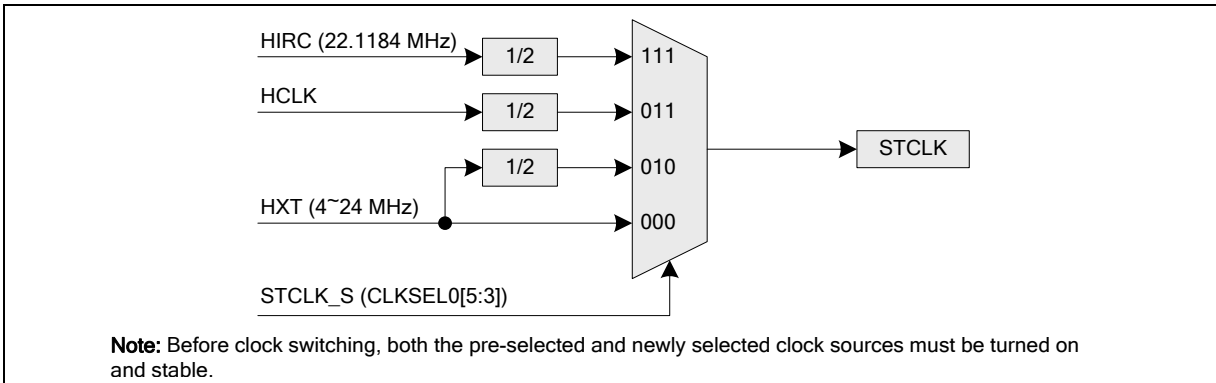 HIRC (22.1184 MHz)
1/2
111
HCLK
1/2
011
1/2
010
STCLK
HXT (4~24 MHz)
000
STCLK_S (CLKSEL0[5:3])
Note: Before clock switching, both the pre-selected and newly selected clock sources must be turned on
and stable.